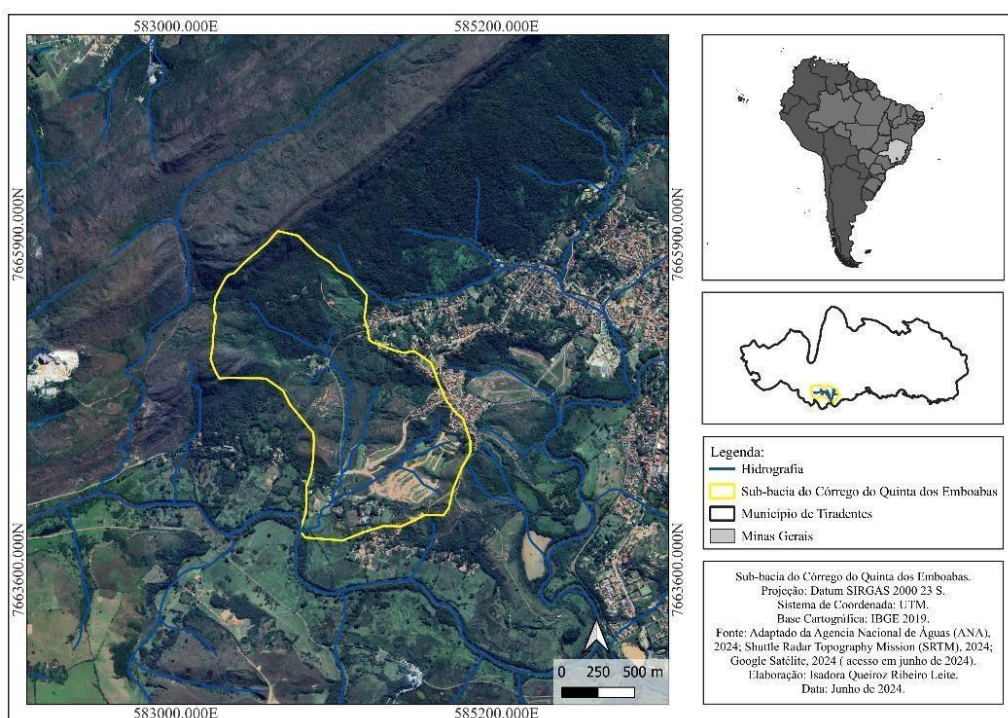 583000.000E
585200.000E
7665900.000N
7665900.000N
7663600.000N
7663600.000N
0 250 500 m
583000.000E
585200.000E
Legenda:
Hidrografia
Sub-bacia do Córrego do Quinta dos Emboabas
Município de Tiradentes
Minas Gerais
Sub-bacia do Córrego do Quinta dos Emboabas.
Projeção: Datum SIRGAS 2000 23 S.
Sistema de Coordenada: UTM.
Base Cartográfica: IBGE 2019.
Fonte: Adaptado da Agencia Nacional de Águas (ANA),
2024; Shuttle Radar Topography Mission (SRTM), 2024;
Google Satélite, 2024 ( acesso em junho de 2024).
Elaboração: Isadora Queiroz Ribeiro Leite.
Data: Junho de 2024.